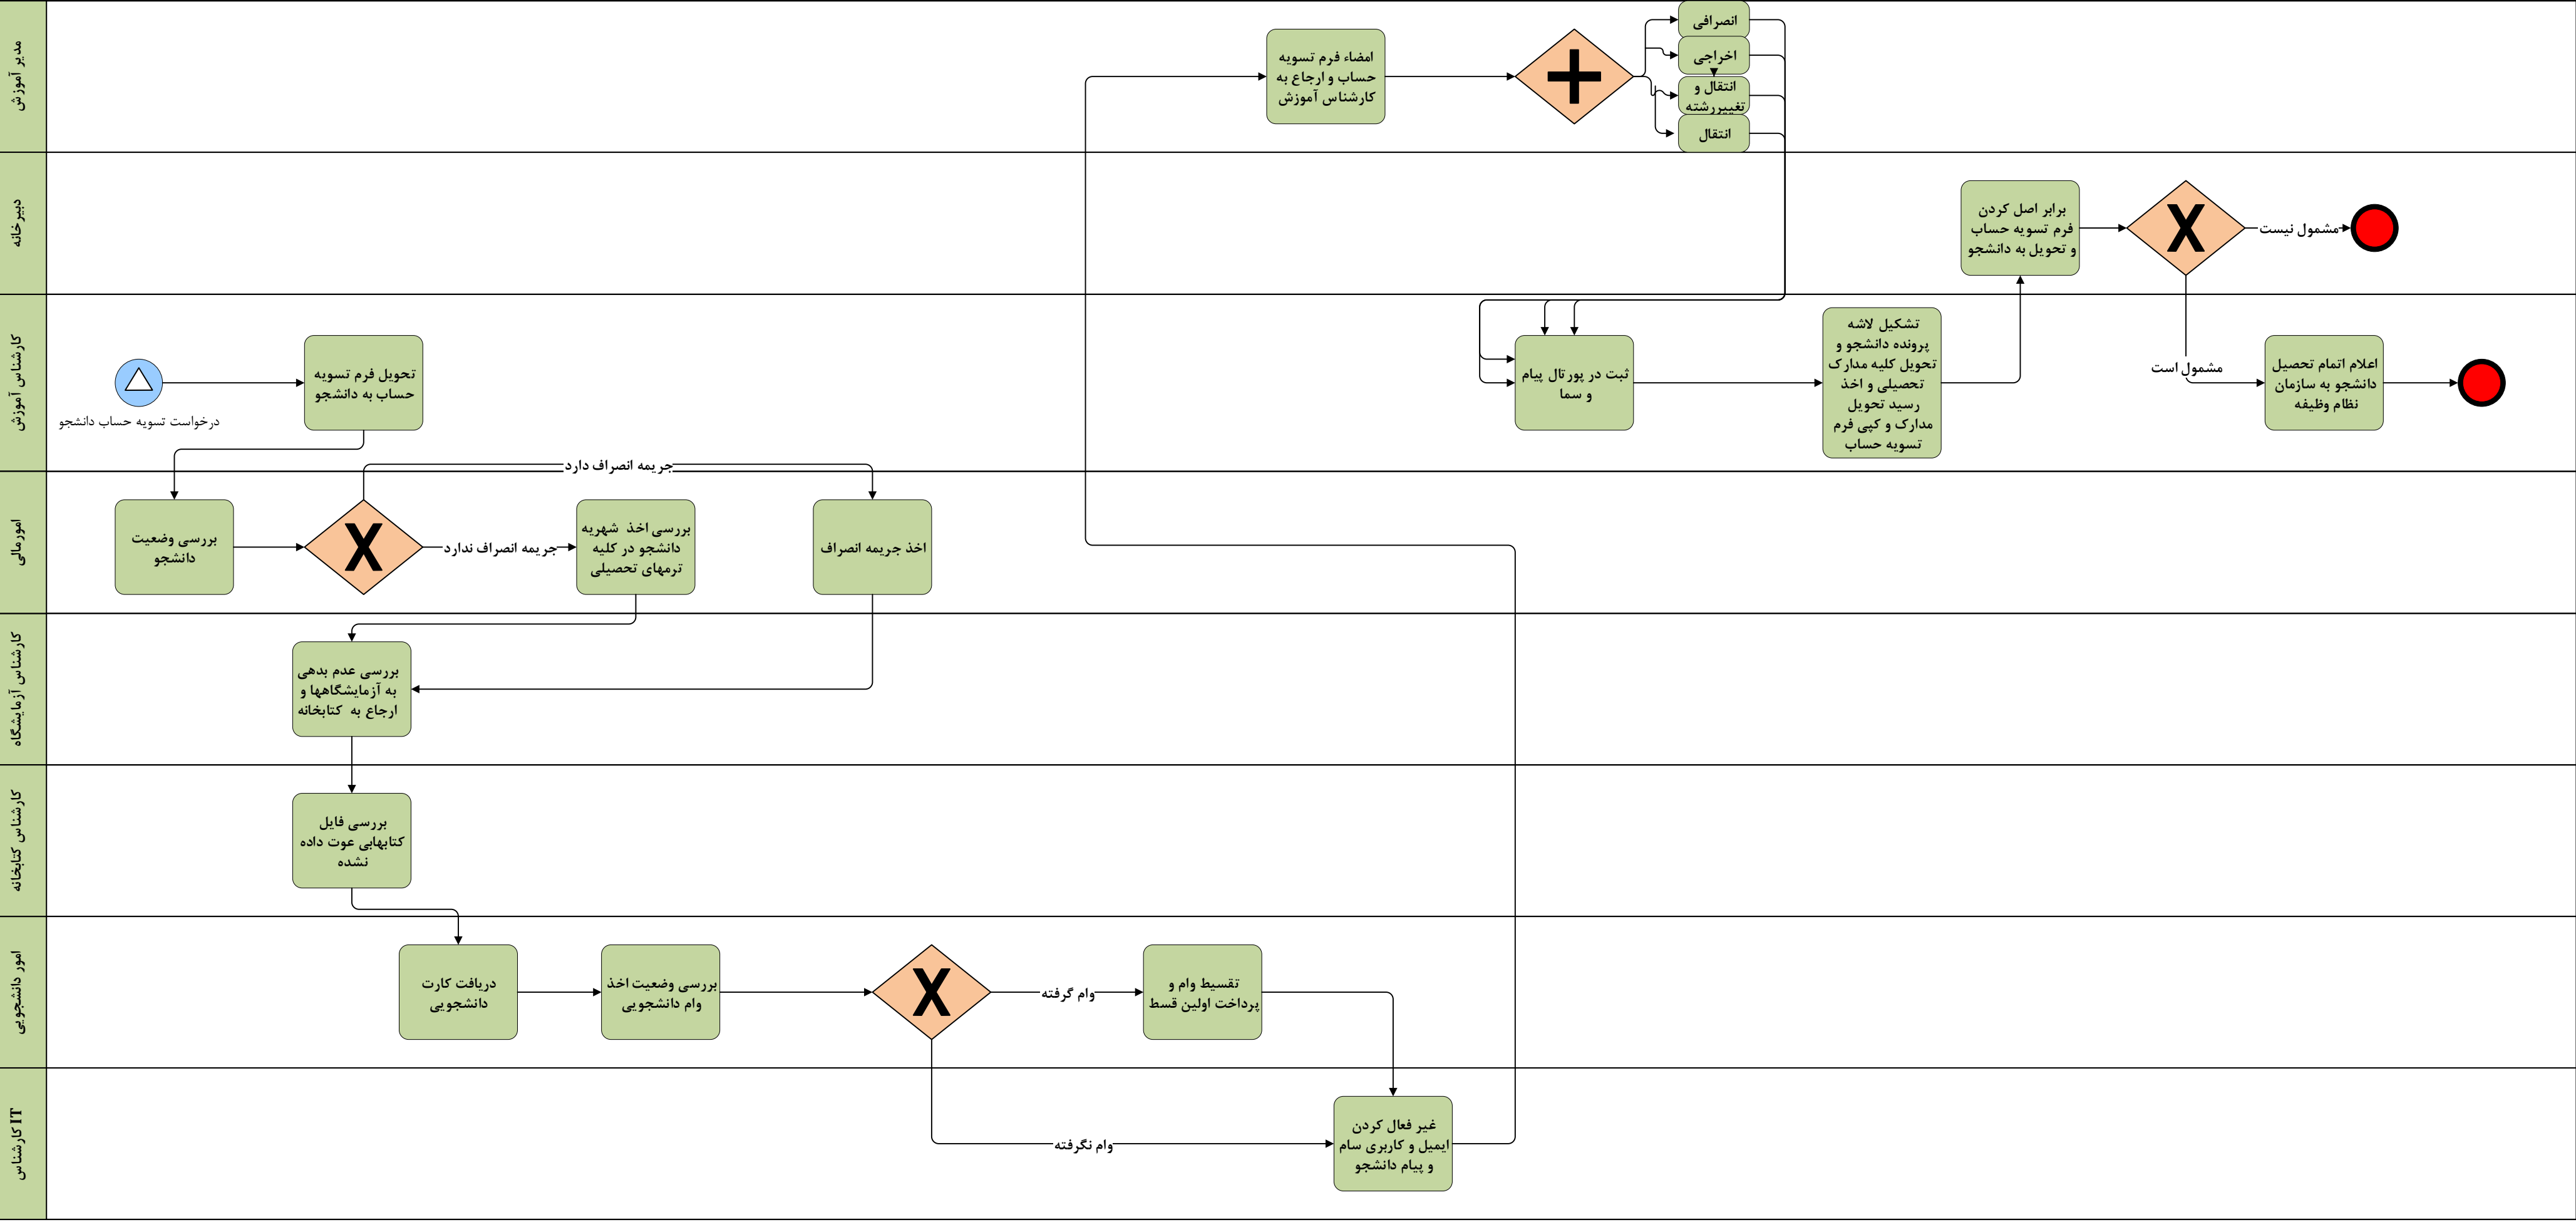 مدیر آموزش
امضاء فرم تسویه
حساب و ارجاع به
کارشناس آموزش
انصرافی
اخراجی
انتقال و
تغییررشته
انتقال
دبیرخانه
برابر اصل کردن
فرم تسویه حساب
و تحویل به دانشجو
X
مشمول نیست
کارشناس آموزش
درخواست تسویه حساب دانشجو
تحویل فرم تسویه
حساب به دانشجو
ثبت در پورتال پیام
و سما
تشکیل لاشه
پرونده دانشجو و
تحویل کلیه مدارک
تحصیلی و اخذ
رسید تحویل
مدارک و کپی فرم
تسویه حساب
مشمول است
اعلام اتمام تحصیل
دانشجو به سازمان
نظام وظیفه
امورمالی
بررسی وضعیت
دانشجو
X
جریمه انصراف دارد
جریمه انصراف ندارد
بررسی اخذ شهریه
دانشجو در کلیه
ترمهای تحصیلی
اخذ جریمه انصراف
کارشناس آزمایشگاه
بررسی عدم بدهی
به آزمایشگاهها و
ارجاع به کتابخانه
کارشناس کتابخانه
بررسی فایل
کتابهابی عوت داده
نشده
امور دانشجویی
دریافت کارت
دانشجویی
بررسی وضعیت اخذ
وام دانشجویی
X
وام گرفته
تقسیط وام و
پرداخت اولین قسط
کارشناس IT
وام نگرفته
غیر فعال کردن
ایمیل و کاربری سام
و پیام دانشجو